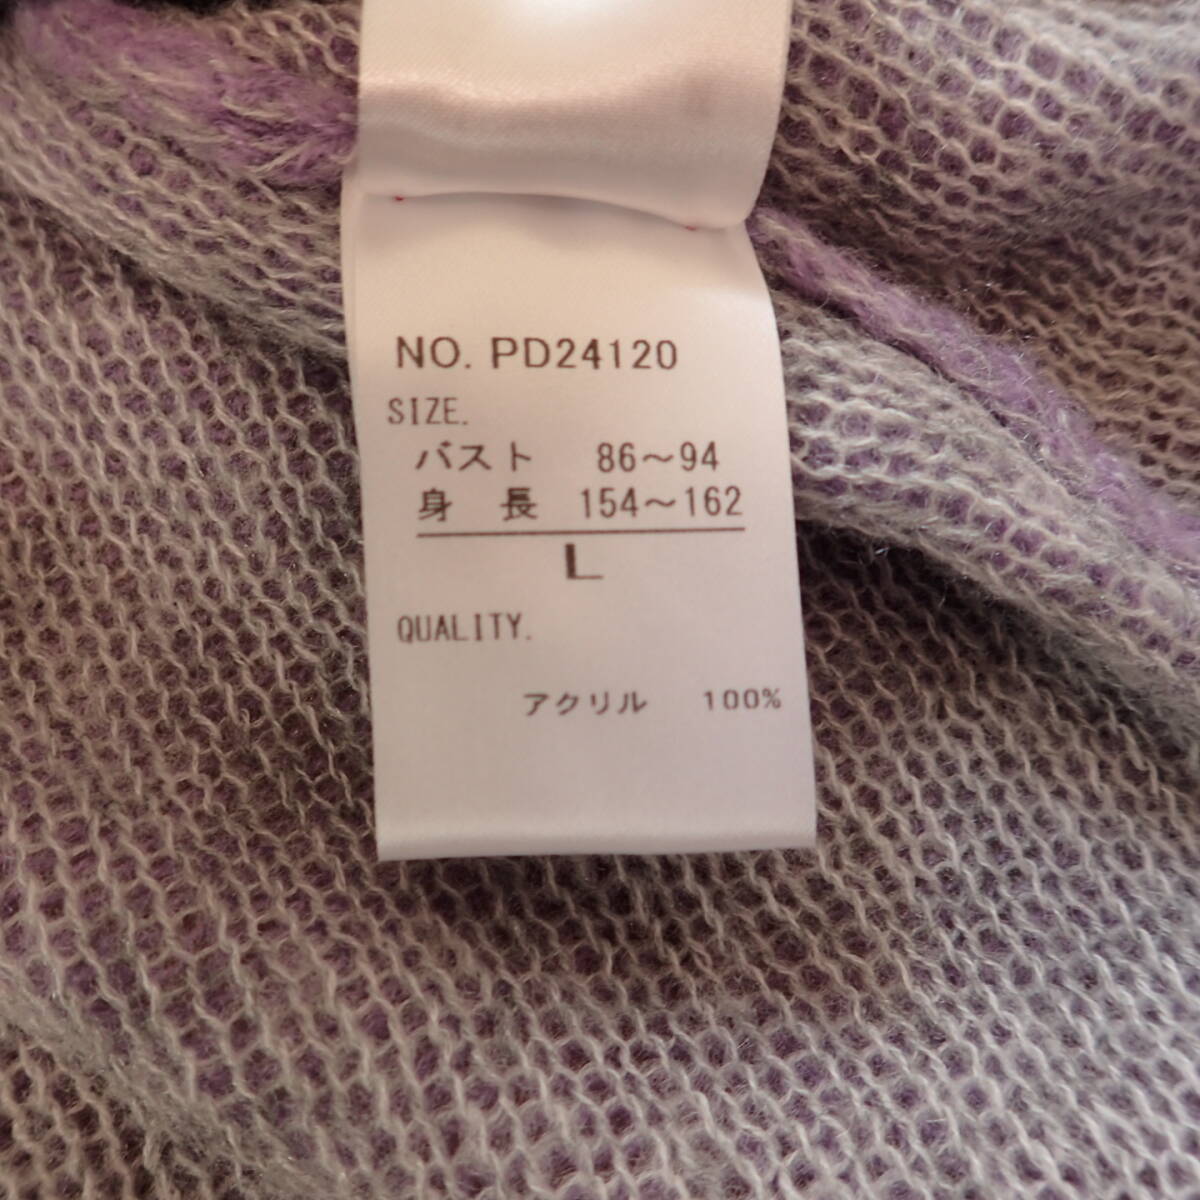 NO. PD24120
SIZE.
バスト 86～94
身 長 154～162
L
QUALITY.
アクリル 100%